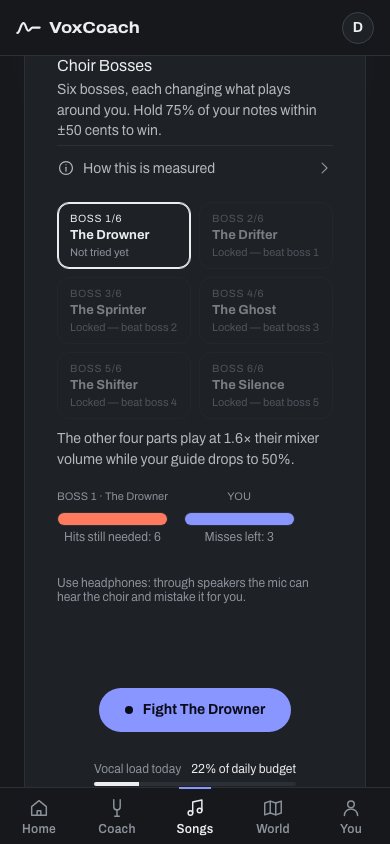 VoxCoach
D
Choir Bosses
Six bosses, each changing what plays
around you. Hold 75% of your notes within
±50 cents to win.
How this is measured
BOSS 1/6
The Drowner
Not tried yet
BOSS 2/6
The Drifter
Locked — beat boss 1
BOSS 3/6
The Sprinter
Locked — beat boss 2
BOSS 4/6
The Ghost
Locked — beat boss 3
BOSS 5/6
The Shifter
Locked — beat boss 4
BOSS 6/6
The Silence
Locked — beat boss 5
The other four parts play at 1.6× their mixer
volume while your guide drops to 50%.
BOSS 1 · The Drowner
Hits still needed: 6
YOU
Misses left: 3
Use headphones: through speakers the mic can
hear the choir and mistake it for you.
Fight The Drowner
Vocal load today 22% of daily budget
Home
Coach
Songs
World
You